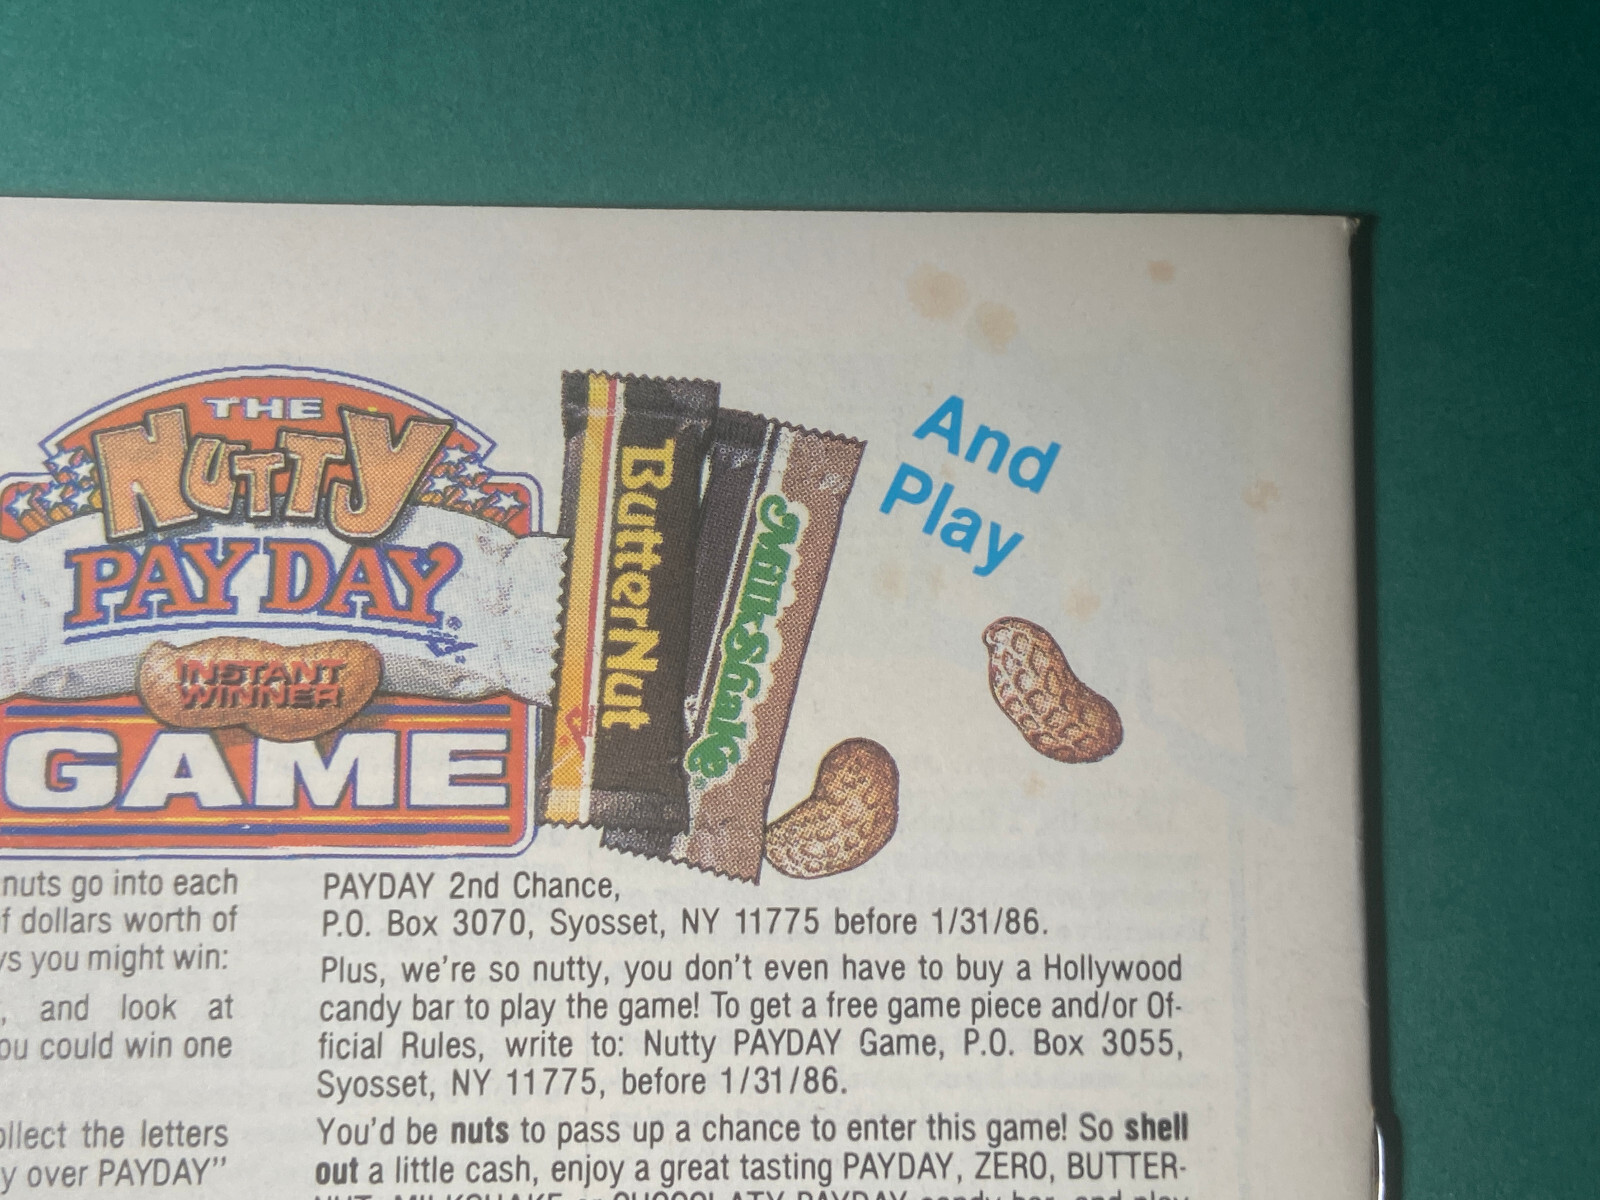 And
Play
THE
NUTTY
PAYDAY®
INSTANT
WINNER
GAME
ButterNut
MilkShake
nuts go into each
dollars worth of
you might win:
, and look at
could win one
the letters
over PAYDAY”
PAYDAY 2nd Chance,
P.O. Box 3070, Syosset, NY 11775 before 1/31/86.
Plus, we're so nutty, you don't even have to buy a Hollywood
candy bar to play the game! To get a free game piece and/or Of-
ficial Rules, write to: Nutty PAYDAY Game, P.O. Box 3055,
Syosset, NY 11775, before 1/31/86.
You'd be nuts to pass up a chance to enter this game! So shell
out a little cash, enjoy a great tasting PAYDAY, ZERO, BUTTER-